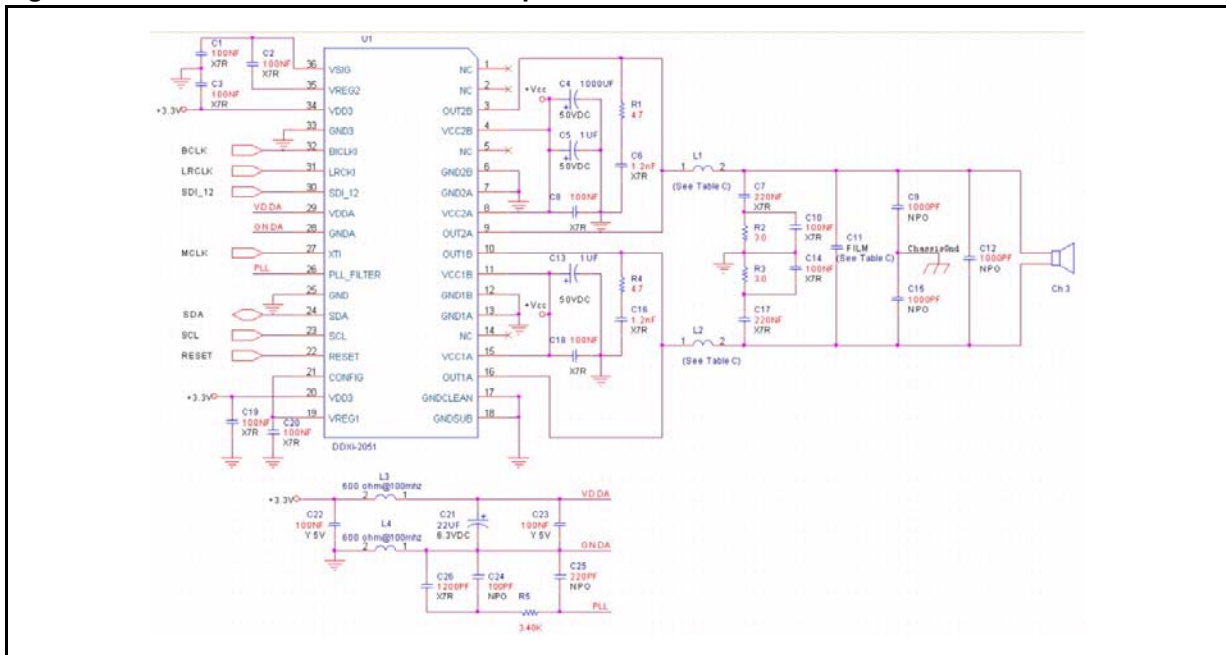 U1
C1
100NF
X7R
C2
100NF
X7R
C3
100NF
X7R
+3.3V
BCLK
LRCLK
SDI_12
VDDA
GNDA
MCLK
PLL
SDA
SCL
RESET
+3.3V
C19
100NF
X7R
C20
100NF
X7R
36 VSIG
35 VREG2
34 VDD3
33 GND3
32 BICLKI
31 LRCKI
30 SDI_12
29 VDDA
28 GNDA
27 XTI
26 PLL_FILTER
25 GND
24 SDA
23 SCL
22 RESET
21 CONFIG
20 VDD3
19 VREG1
NC 1
NC 2
OUT2B 3
VCC2B 4
NC 5
GND2B 6
GND2A 7
VCC2A 8
OUT2A 9
OUT1B 10
VCC1B 11
GND1B 12
GND1A 13
NC 14
VCC1A 15
OUT1A 16
GNDCLEAN 17
GNDSUB 18
DDXi-2051
+Vcc
C4 1000UF
+
50VDC
C5 1UF
+
50VDC
C8 100NF
X7R
R1
4.7
C6
1.2nF
X7R
C13 1UF
+
50VDC
+Vcc
C18 100NF
X7R
R4
4.7
C16
1.2nF
X7R
L1
1 2
(See Table C)
L2
1 2
(See Table C)
C7
220NF
X7R
R2
3.0
R3
3.0
C17
220NF
X7R
C10
100NF
X7R
C14
100NF
X7R
C11
FILM
(See Table C)
C9
1000PF
NPO
ChassisGnd
C15
1000PF
NPO
C12
1000PF
NPO
Ch 3
L3
600 ohm@100mhz
+3.3V
2 1
VDDA
C22
100NF
Y5V
L4
600 ohm@100mhz
2 1
C21
22UF
6.3VDC
+
C23
100NF
Y5V
GNDA
C26
1200PF
X7R
C24
100PF
NPO
C25
220PF
NPO
R5
3.40K
PLL